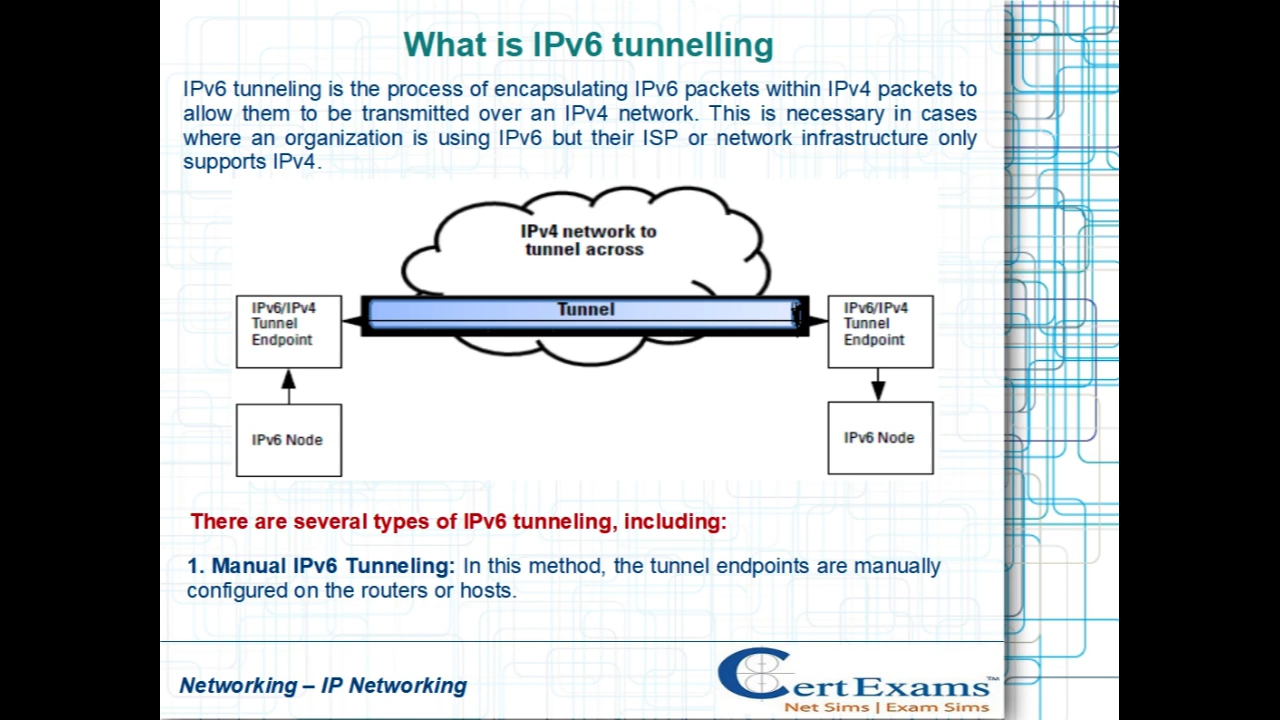 What is IPv6 tunnelling
IPv6 tunneling is the process of encapsulating IPv6 packets within IPv4 packets to
allow them to be transmitted over an IPv4 network. This is necessary in cases
where an organization is using IPv6 but their ISP or network infrastructure only
supports IPv4.
IPv4 network to
tunnel across
IPv6/IPv4
Tunnel
Endpoint
Tunnel
IPv6/IPv4
Tunnel
Endpoint
IPv6 Node
IPv6 Node
There are several types of IPv6 tunneling, including:
1. Manual IPv6 Tunneling: In this method, the tunnel endpoints are manually
configured on the routers or hosts.
Networking – IP Networking
CertExams™
Net Sims | Exam Sims